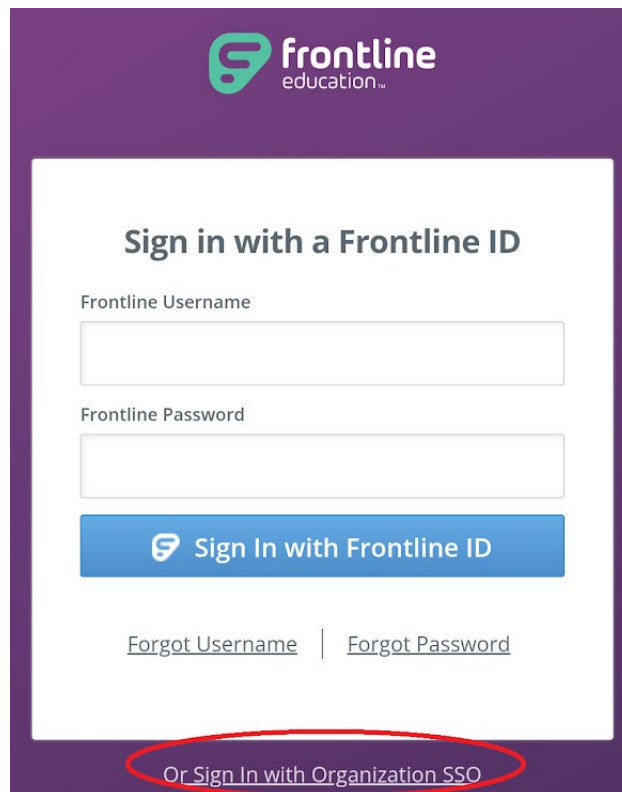 frontline
education™
Sign in with a Frontline ID
Frontline Username
Frontline Password
Sign In with Frontline ID
Forgot Username | Forgot Password
Or Sign In with Organization SSO